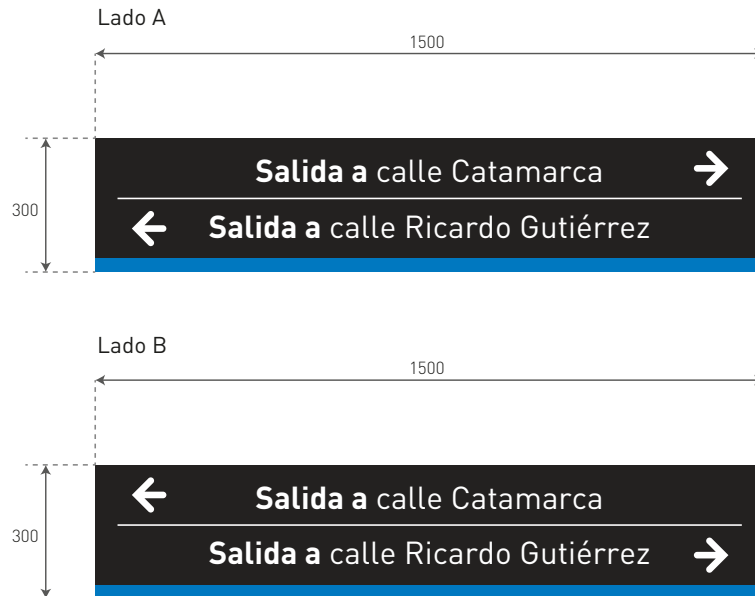 Lado A
1500
300
Salida a calle Catamarca
Salida a calle Ricardo Gutiérrez
Lado B
1500
300
Salida a calle Catamarca
Salida a calle Ricardo Gutiérrez